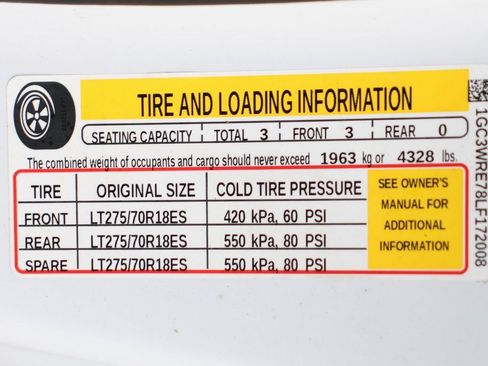 TIRE AND LOADING INFORMATION
SEATING CAPACITY TOTAL 3 FRONT 3 REAR 0
The combined weight of occupants and cargo should never exceed 1963 kg or 4328 lbs.
TIRE ORIGINAL SIZE COLD TIRE PRESSURE
FRONT LT275/70R18ES 420 kPa, 60 PSI
REAR LT275/70R18ES 550 kPa, 80 PSI
SPARE LT275/70R18ES 550 kPa, 80 PSI
SEE OWNER'S
MANUAL FOR
ADDITIONAL
INFORMATION
1GC3WRE78LF172008